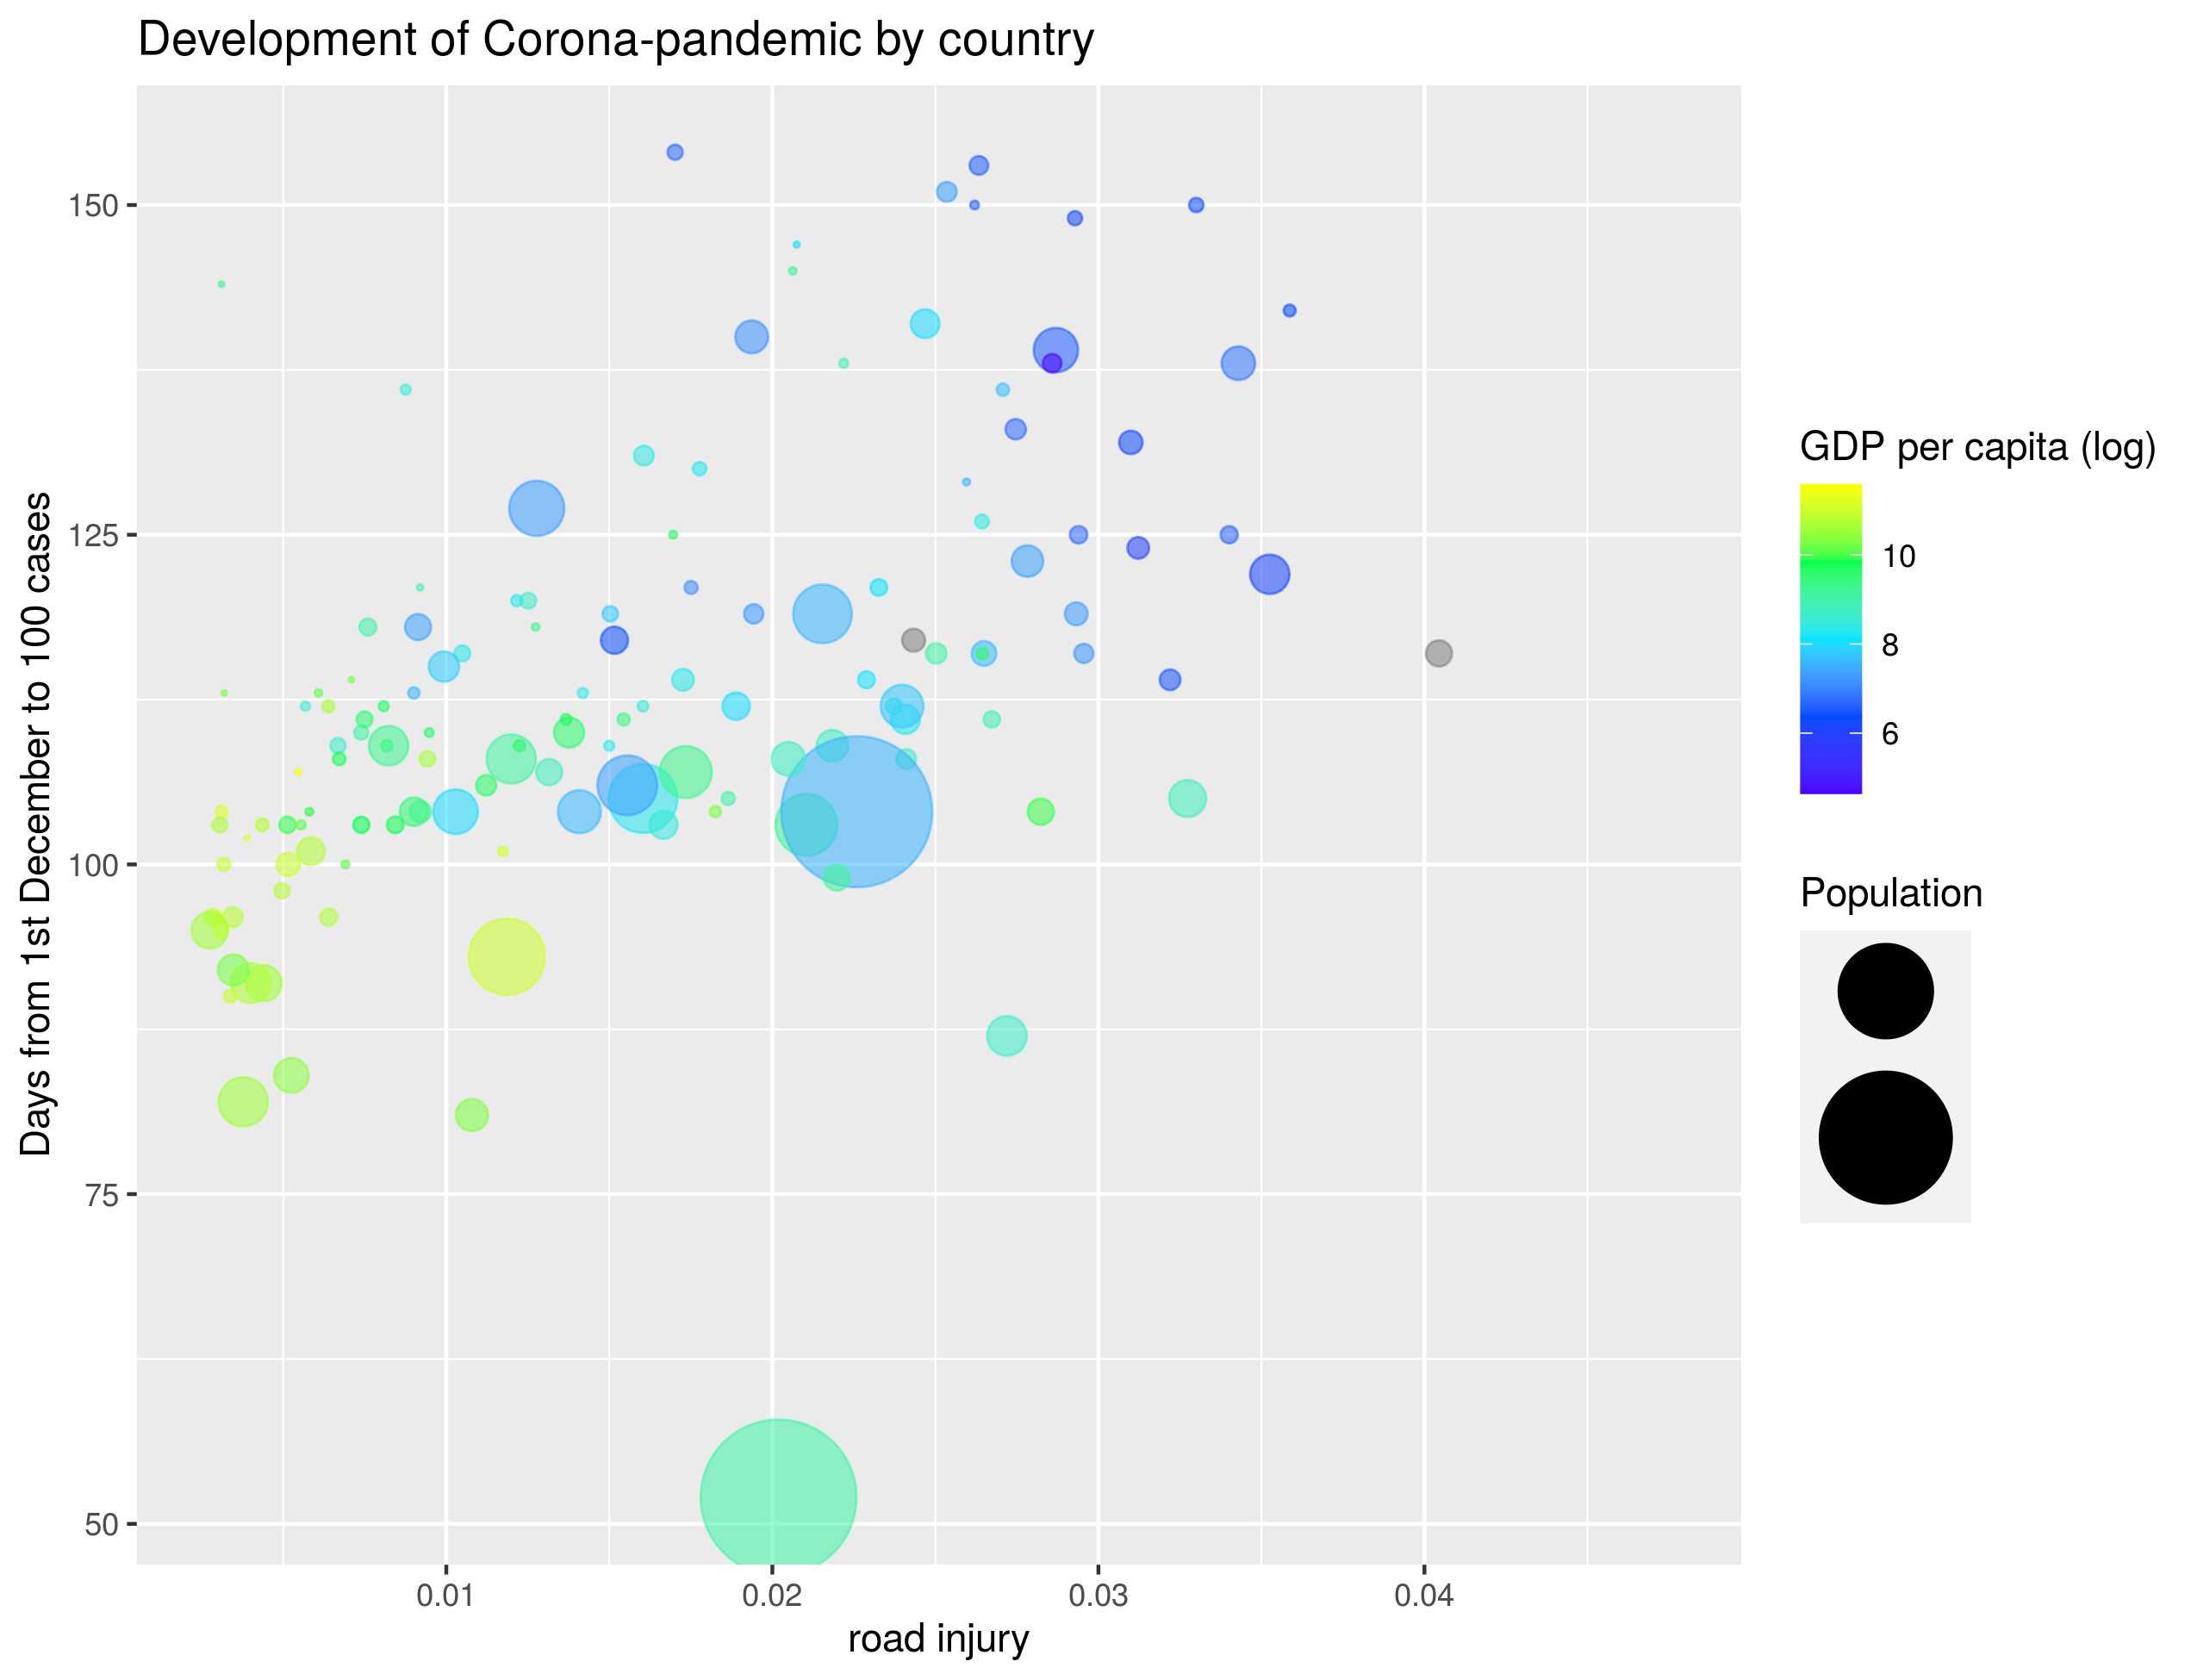 Development of Corona-pandemic by country
Days from 1st December to 100 cases
150
125
100
75
50
0.01
0.02
0.03
0.04
road injury
GDP per capita (log)
10
8
6
Population